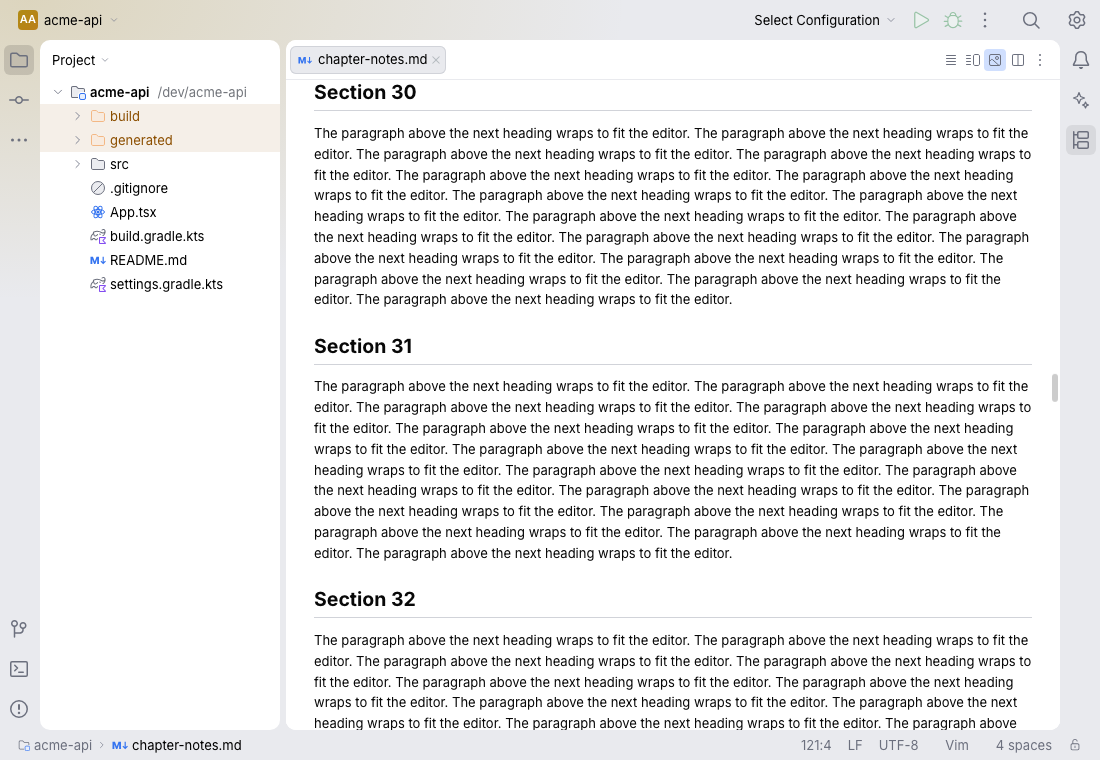 AA acme-api
Select Configuration
Project
chapter-notes.md
acme-api /dev/acme-api
build
generated
src
.gitignore
App.tsx
build.gradle.kts
M↓ README.md
settings.gradle.kts
Section 30
The paragraph above the next heading wraps to fit the editor. The paragraph above the next heading wraps to fit the
editor. The paragraph above the next heading wraps to fit the editor. The paragraph above the next heading wraps to
fit the editor. The paragraph above the next heading wraps to fit the editor. The paragraph above the next heading
wraps to fit the editor. The paragraph above the next heading wraps to fit the editor. The paragraph above the next
heading wraps to fit the editor. The paragraph above the next heading wraps to fit the editor. The paragraph above
the next heading wraps to fit the editor. The paragraph above the next heading wraps to fit the editor. The paragraph
above the next heading wraps to fit the editor. The paragraph above the next heading wraps to fit the editor. The
paragraph above the next heading wraps to fit the editor. The paragraph above the next heading wraps to fit the
editor. The paragraph above the next heading wraps to fit the editor.
Section 31
The paragraph above the next heading wraps to fit the editor. The paragraph above the next heading wraps to fit the
editor. The paragraph above the next heading wraps to fit the editor. The paragraph above the next heading wraps to
fit the editor. The paragraph above the next heading wraps to fit the editor. The paragraph above the next heading
wraps to fit the editor. The paragraph above the next heading wraps to fit the editor. The paragraph above the next
heading wraps to fit the editor. The paragraph above the next heading wraps to fit the editor. The paragraph above
the next heading wraps to fit the editor. The paragraph above the next heading wraps to fit the editor. The paragraph
above the next heading wraps to fit the editor. The paragraph above the next heading wraps to fit the editor. The
paragraph above the next heading wraps to fit the editor. The paragraph above the next heading wraps to fit the
editor. The paragraph above the next heading wraps to fit the editor.
Section 32
The paragraph above the next heading wraps to fit the editor. The paragraph above the next heading wraps to fit the
editor. The paragraph above the next heading wraps to fit the editor. The paragraph above the next heading wraps to
fit the editor. The paragraph above the next heading wraps to fit the editor. The paragraph above the next heading
wraps to fit the editor. The paragraph above the next heading wraps to fit the editor. The paragraph above the next
heading wraps to fit the editor. The paragraph above the next heading wraps to fit the editor. The paragraph above
acme-api
M↓ chapter-notes.md
121:4 LF UTF-8 Vim 4 spaces